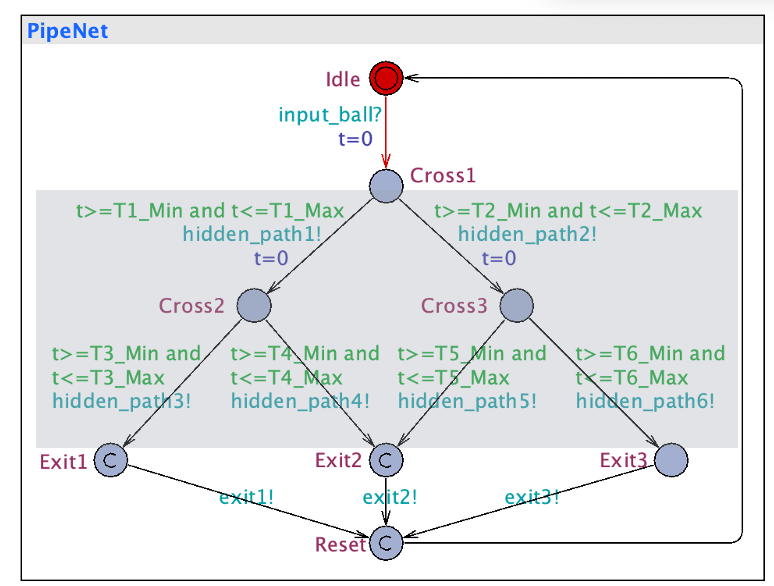 PipeNet
Idle
input_ball?
t=0
Cross1
t>=T1_Min and t<=T1_Max
hidden_path1!
t=0
t>=T2_Min and t<=T2_Max
hidden_path2!
t=0
Cross2
Cross3
t>=T3_Min and
t<=T3_Max
hidden_path3!
t>=T4_Min and
t<=T4_Max
hidden_path4!
t>=T5_Min and
t<=T5_Max
hidden_path5!
t>=T6_Min and
t<=T6_Max
hidden_path6!
Exit1
C
Exit2
C
Exit3
exit1!
exit2!
exit3!
Reset
C